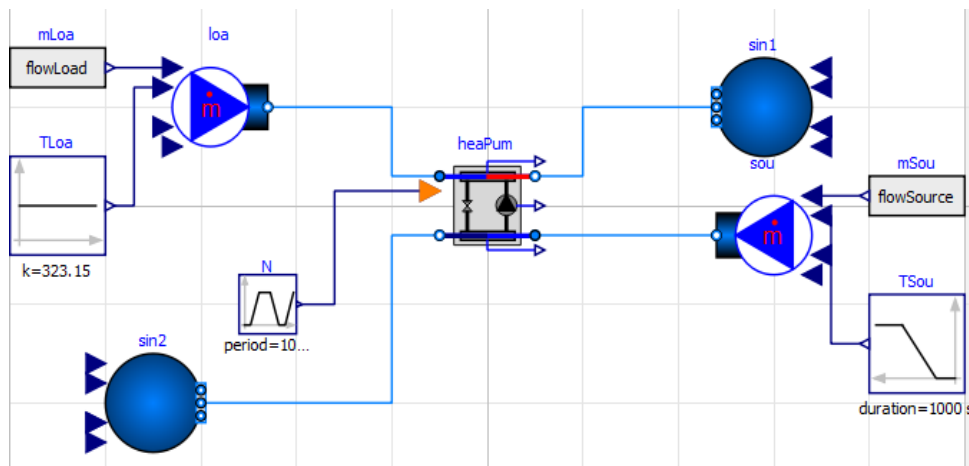 mLoa
loa
sin1
flowLoad
ṁ
TLoa
heaPum
sou
mSou
flowSource
ṁ
k=323.15
N
TSou
period=10...
sin2
duration=1000 s